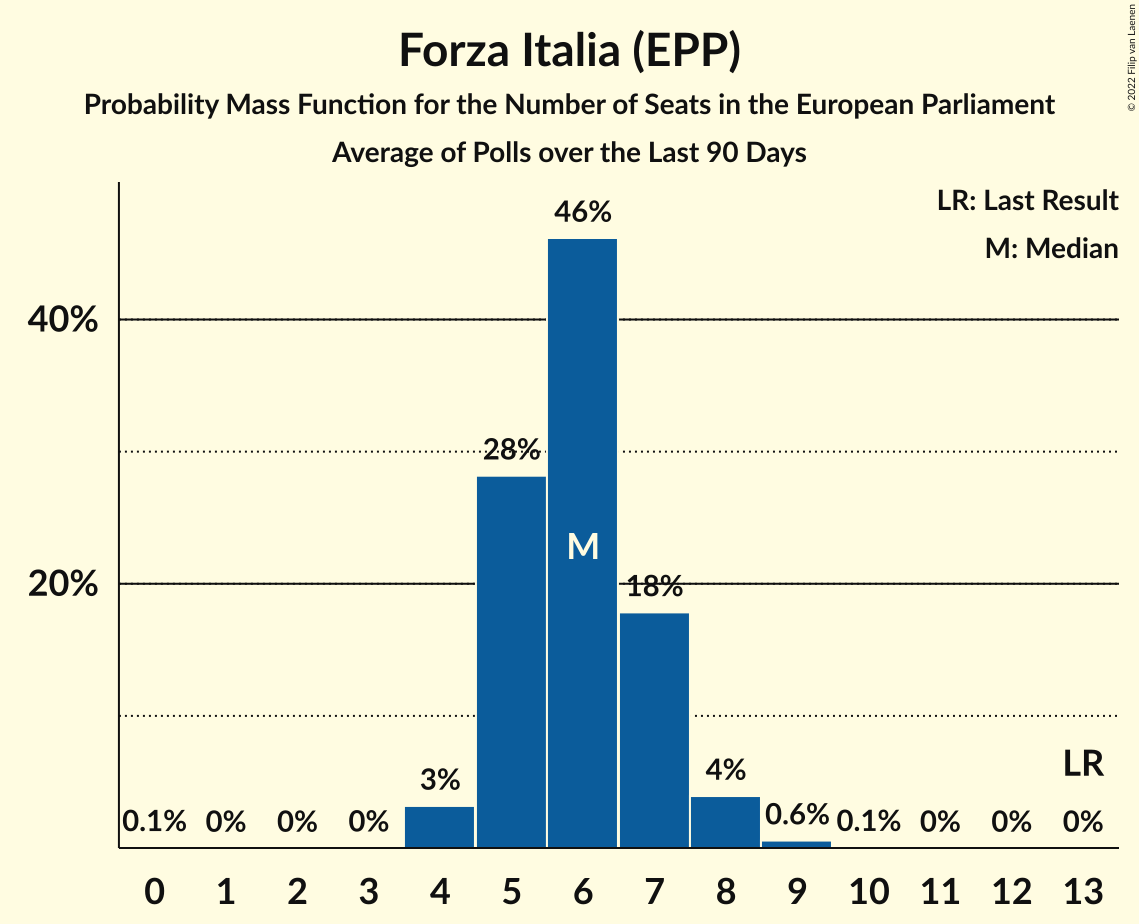 Forza Italia (EPP)
Probability Mass Function for the Number of Seats in the European Parliament
Average of Polls over the Last 90 Days
© 2022 Filip van Laenen
LR: Last Result
M: Median
46%
40%
28%
M
20%
18%
LR
3%
4%
0.1% 0% 0% 0% 0.6% 0.1% 0% 0% 0%
0 1 2 3 4 5 6 7 8 9 10 11 12 13